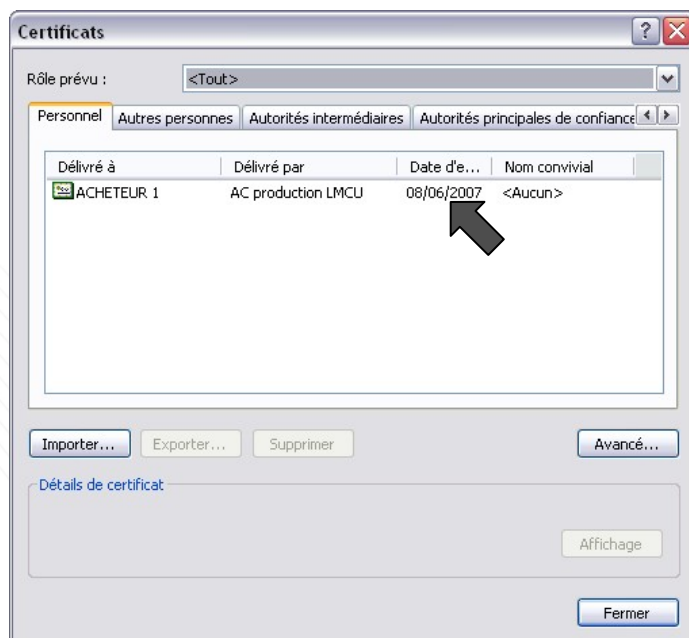 Certificats
Rôle prévu : <Tout>
Personnel Autres personnes Autorités intermédiaires Autorités principales de confiance
Délivré à Délivré par Date d'e... Nom convivial
ACHETEUR 1 AC production LMCU 08/06/2007 <Aucun>
Importer... Exporter... Supprimer Avancé...
Détails de certificat
Affichage
Fermer